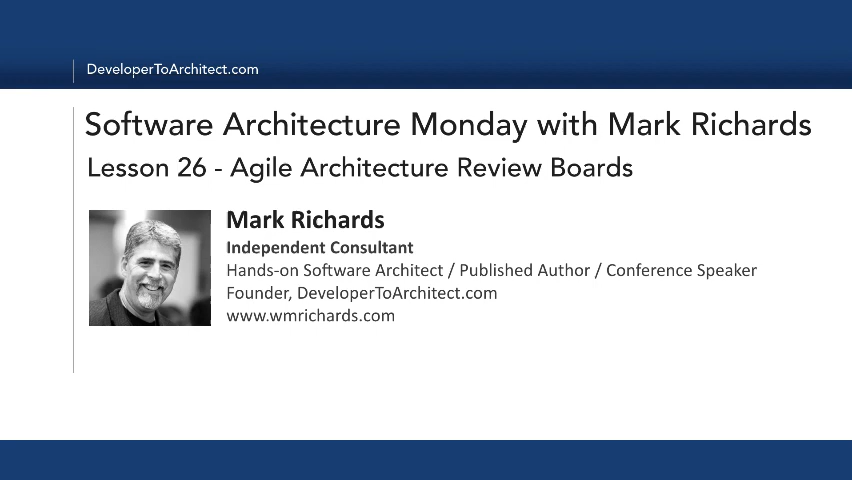 DeveloperToArchitect.com
Software Architecture Monday with Mark Richards
Lesson 26 - Agile Architecture Review Boards
Mark Richards
Independent Consultant
Hands-on Software Architect / Published Author / Conference Speaker
Founder, DeveloperToArchitect.com
www.wmrichards.com